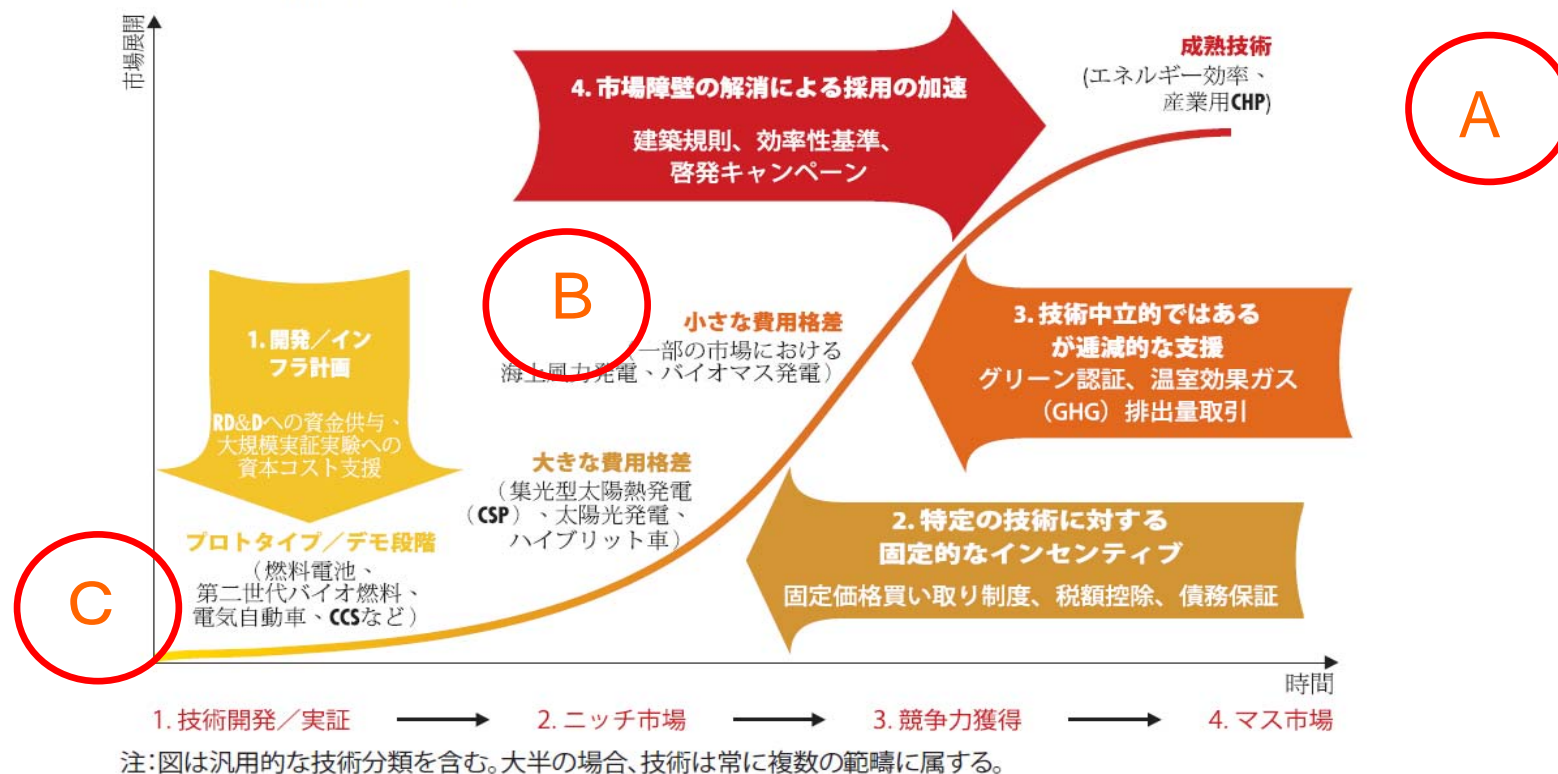 市場展開
4. 市場障壁の解消による採用の加速
建築規則、効率性基準、
啓発キャンペーン
成熟技術
(エネルギー効率、
産業用CHP)
A
B
小さな費用格差
(一部の市場における
海上風力発電、バイオマス発電)
3. 技術中立的ではある
が逓減的な支援
グリーン認証、温室効果ガス
(GHG) 排出量取引
1. 開発／イン
フラ計画
RD&Dへの資金供与、
大規模実証実験への
資本コスト支援
大きな費用格差
(集光型太陽熱発電
(CSP)、太陽光発電、
ハイブリット車)
2. 特定の技術に対する
固定的なインセンティブ
固定価格買い取り制度、税額控除、債務保証
プロトタイプ／デモ段階
(燃料電池、
第二世代バイオ燃料、
電気自動車、CCSなど)
C
時間
1. 技術開発／実証 → 2. ニッチ市場 → 3. 競争力獲得 → 4. マス市場
注：図は汎用的な技術分類を含む。大半の場合、技術は常に複数の範疇に属する。